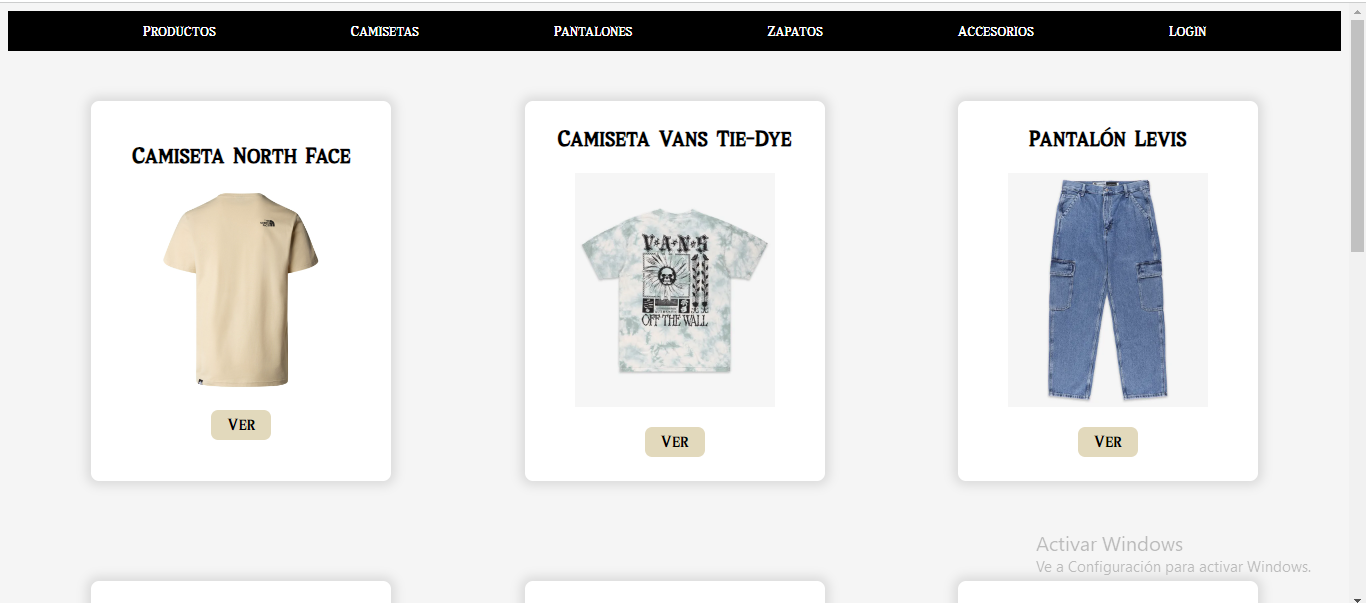 Productos Camisetas Pantalones Zapatos Accesorios Login
Camiseta North Face
Camiseta Vans Tie-Dye
Pantalón Levis
VANS
OFF THE WALL
Ver
Ver
Ver
Activar Windows
Ve a Configuración para activar Windows.